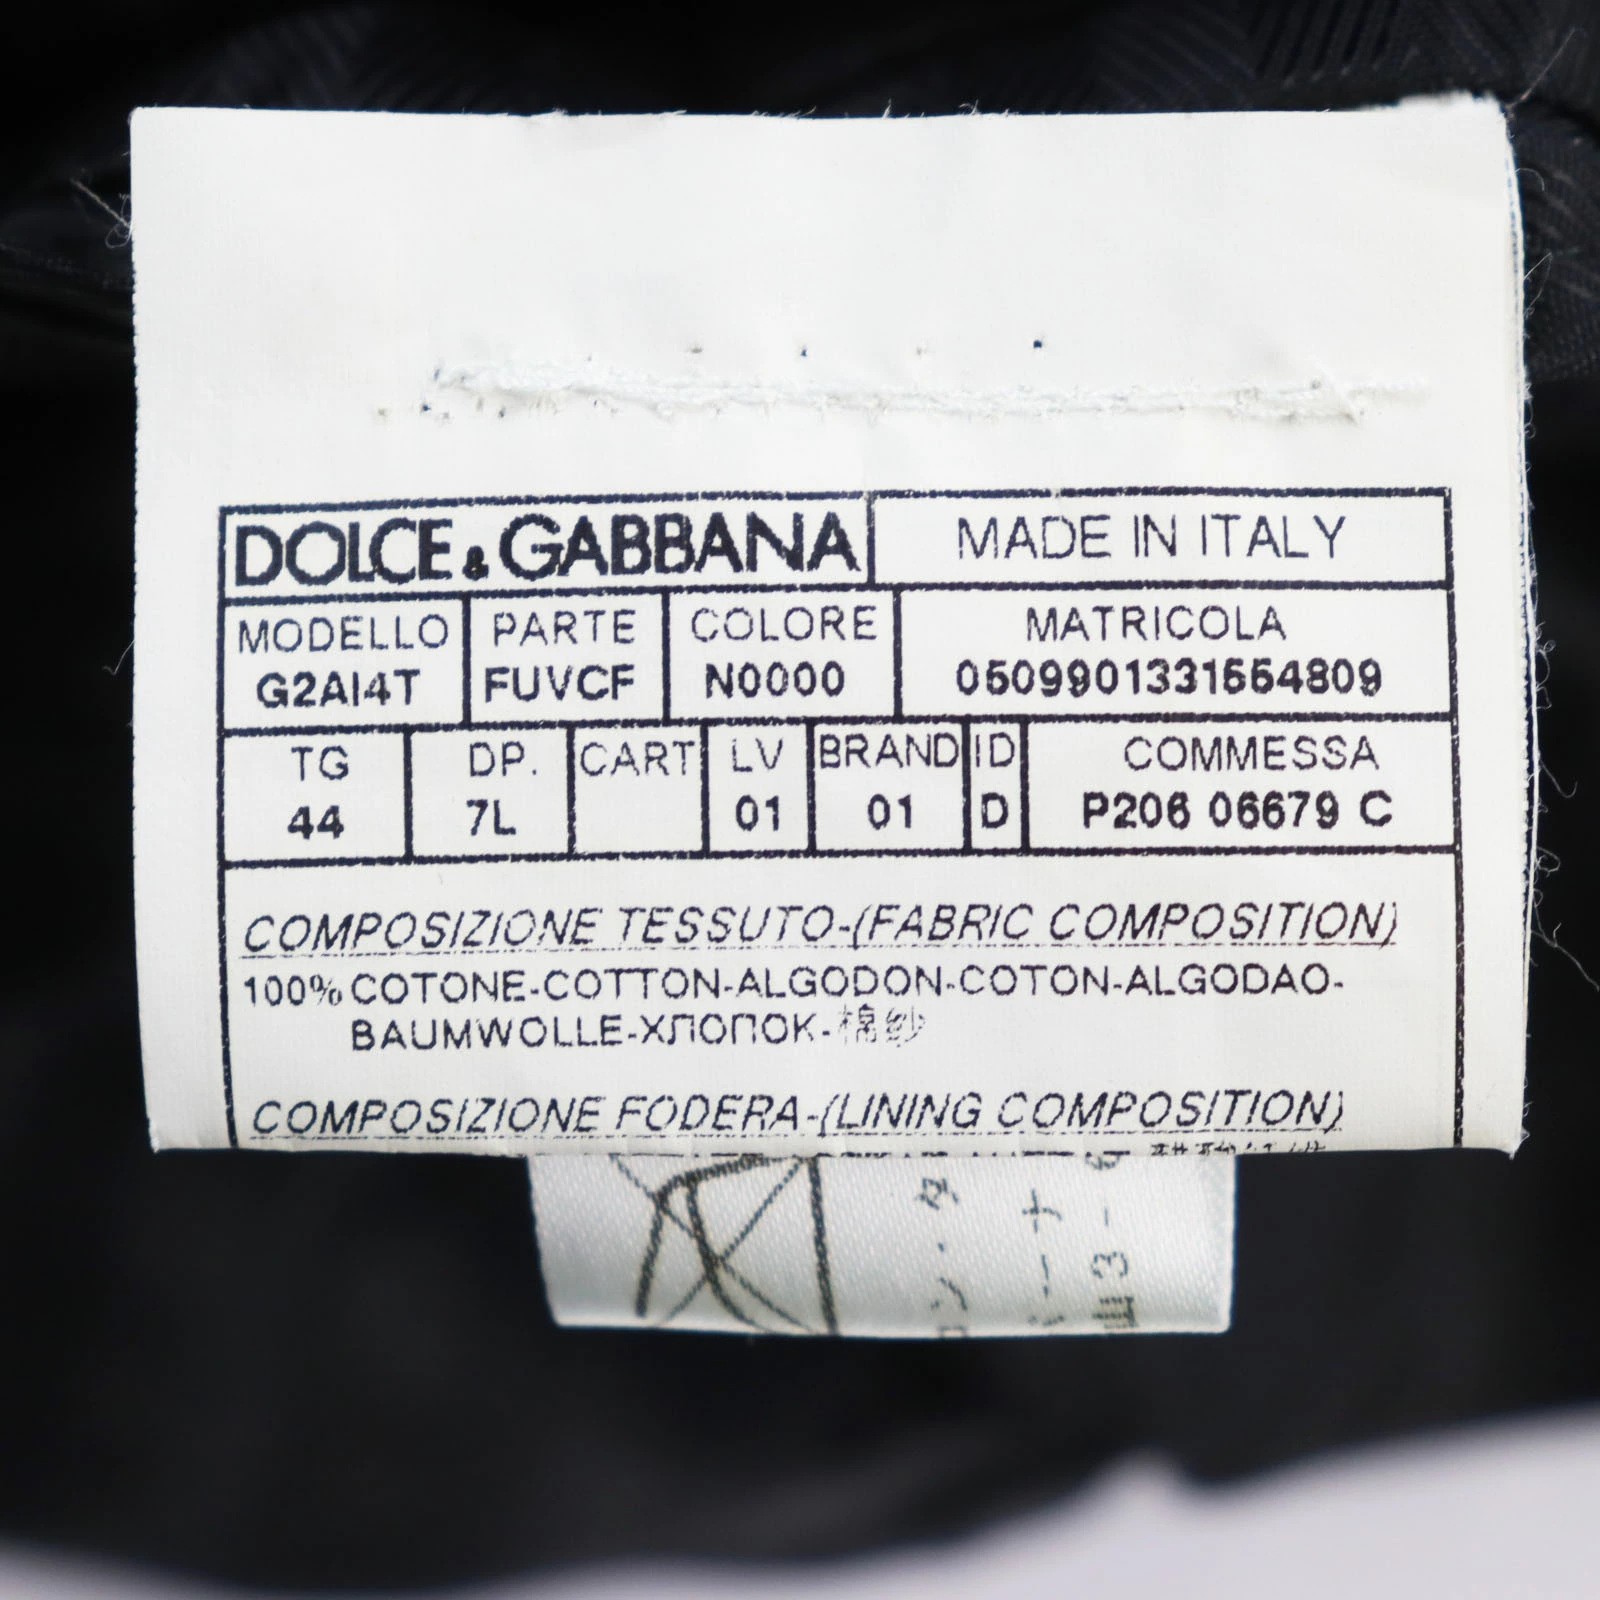 DOLCE & GABBANA MADE IN ITALY
MODELLO PARTE COLORE MATRICOLA
G2AI4T FUVCF N0000 0509901331554809
TG DP. CART LV BRAND ID COMMESSA
44 7L 01 01 D P206 06679 C
COMPOSIZIONE TESSUTO-(FABRIC COMPOSITION)
100% COTONE-COTTON-ALGODON-COTON-ALGODAO-
BAUMWOLLE-ХЛОПОК-棉纱
COMPOSIZIONE FODERA-(LINING COMPOSITION)